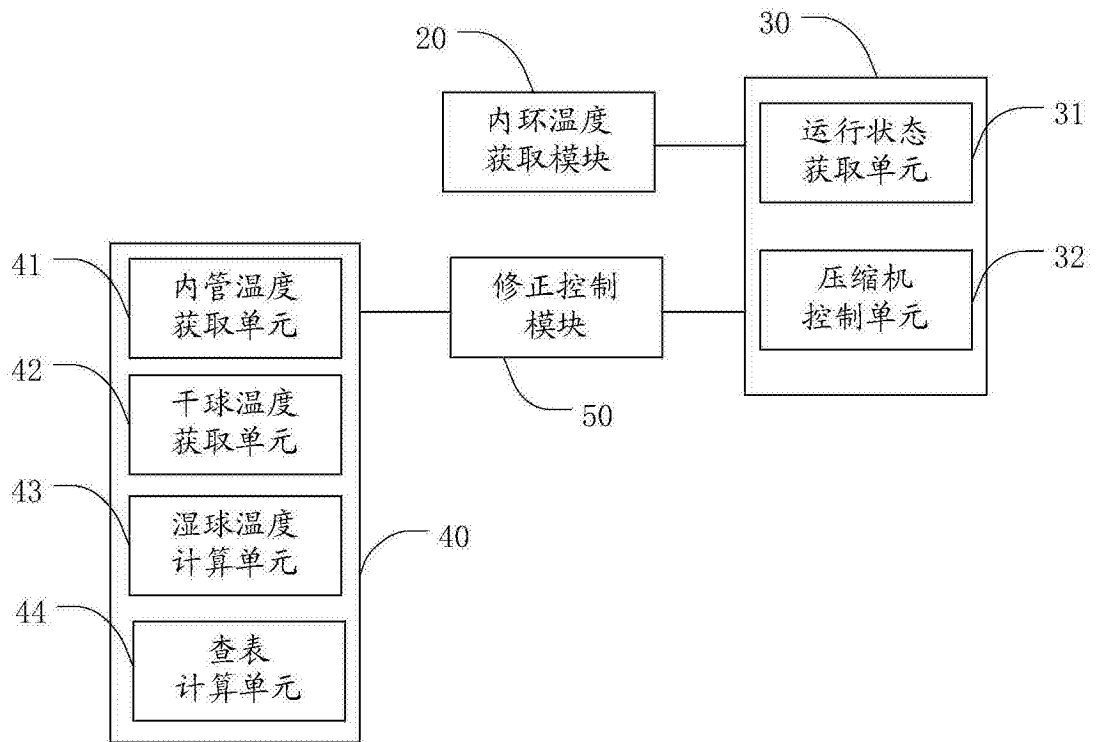 20
30
内环温度
获取模块
运行状态
获取单元
31
41
内管温度
获取单元
修正控制
模块
压缩机
控制单元
32
42
干球温度
获取单元
50
43
湿球温度
计算单元
40
44
查表
计算单元